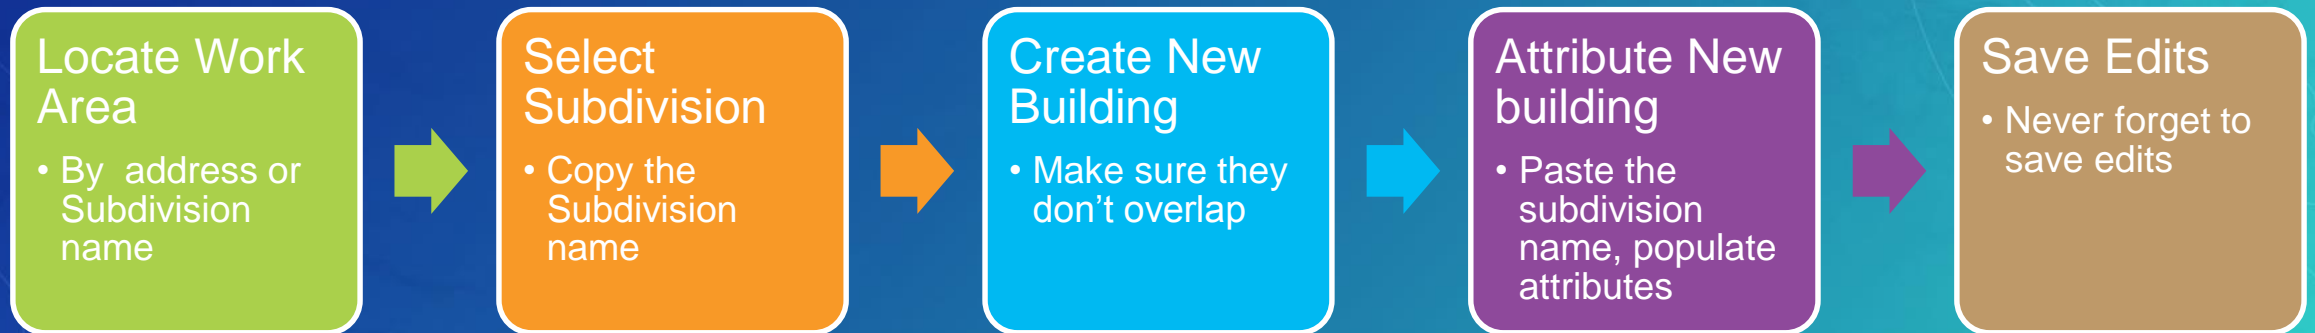 Locate Work
Area
• By  address or
Subdivision
name
Select
Subdivision
• Copy the
Subdivision
name
Create New
Building
• Make sure they
don’t overlap
Attribute New
building
• Paste the
subdivision
name, populate
attributes
Save Edits
• Never forget to
save edits